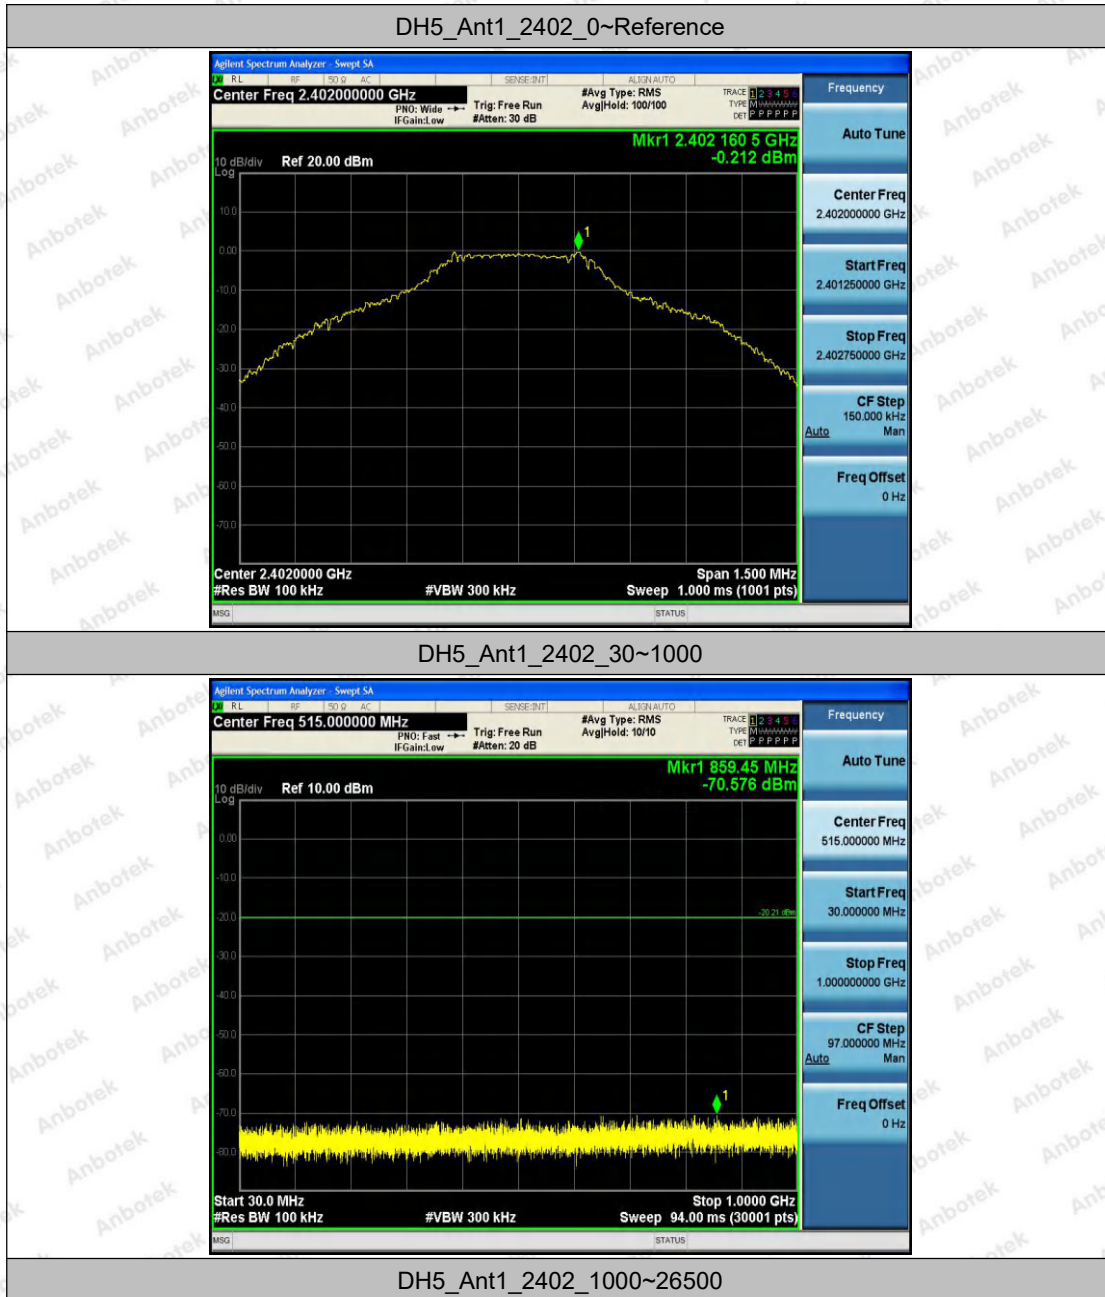 DH5_Ant1_2402_0~Reference
Agilent Spectrum Analyzer - Swept SA
RL RF 50 Ω AC SENSE:INT ALIGN AUTO
Center Freq 2.402000000 GHz
PNO: Wide
IFGain:Low
Trig: Free Run
#Atten: 30 dB
#Avg Type: RMS
Avg|Hold: 100/100
TRACE 1 2 3 4 5 6
TYPE M
DET P P P P P P
Mkr1 2.402 160 5 GHz
-0.212 dBm
10 dB/div Ref 20.00 dBm
Log
10.0
0.00
-10.0
-20.0
-30.0
-40.0
-50.0
-60.0
-70.0
1
Center 2.4020000 GHz Span 1.500 MHz
#Res BW 100 kHz #VBW 300 kHz Sweep 1.000 ms (1001 pts)
MSG STATUS
Frequency
Auto Tune
Center Freq
2.402000000 GHz
Start Freq
2.401250000 GHz
Stop Freq
2.402750000 GHz
CF Step
150.000 kHz
Auto Man
Freq Offset
0 Hz
DH5_Ant1_2402_30~1000
Agilent Spectrum Analyzer - Swept SA
RL RF 50 Ω AC SENSE:INT ALIGN AUTO
Center Freq 515.000000 MHz
PNO: Fast
IFGain:Low
Trig: Free Run
#Atten: 20 dB
#Avg Type: RMS
Avg|Hold: 10/10
TRACE 1 2 3 4 5 6
TYPE M
DET P P P P P P
Mkr1 859.45 MHz
-70.576 dBm
10 dB/div Ref 10.00 dBm
Log
0.00
-10.0
-20.0
-30.0
-40.0
-50.0
-60.0
-70.0
-80.0
-20.21 dBm
1
Start 30.0 MHz Stop 1.0000 GHz
#Res BW 100 kHz #VBW 300 kHz Sweep 94.00 ms (30001 pts)
MSG STATUS
Frequency
Auto Tune
Center Freq
515.000000 MHz
Start Freq
30.000000 MHz
Stop Freq
1.000000000 GHz
CF Step
97.000000 MHz
Auto Man
Freq Offset
0 Hz
DH5_Ant1_2402_1000~26500